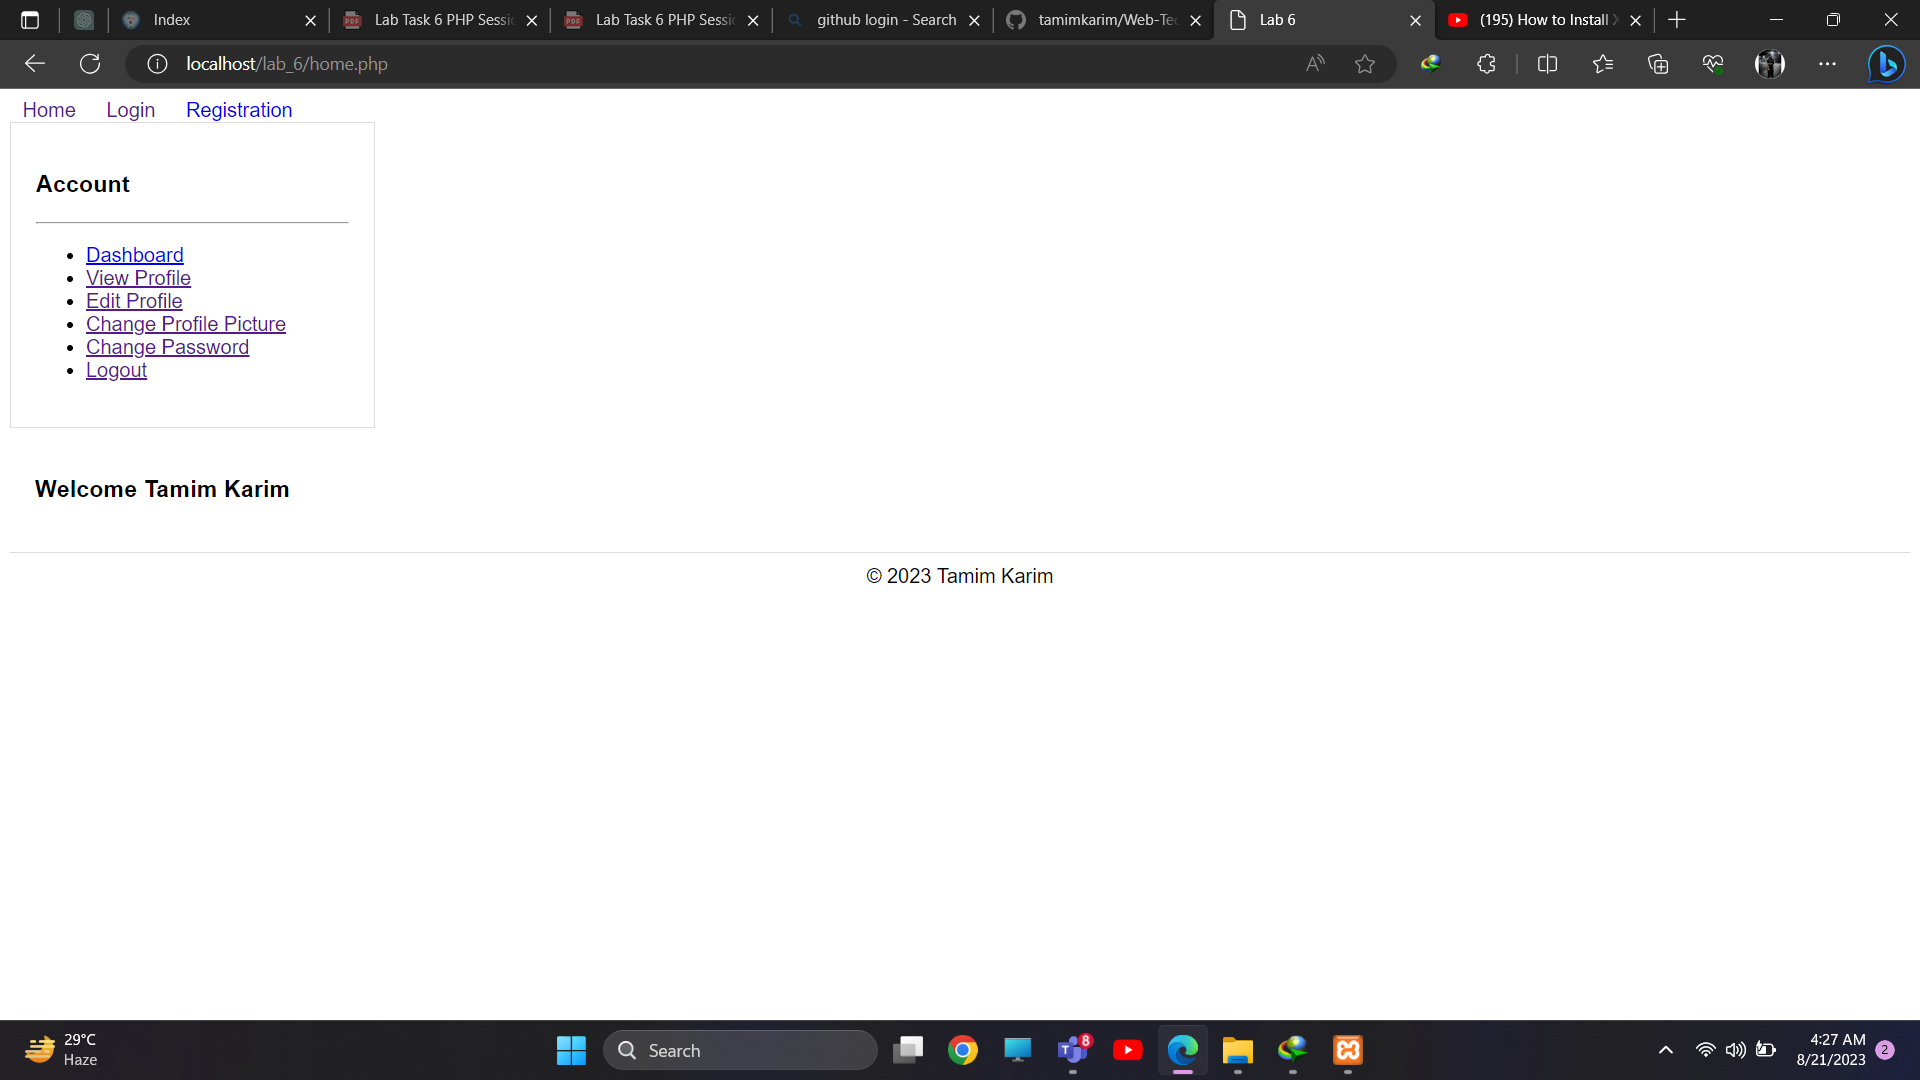 Index
Lab Task 6 PHP Sessi
Lab Task 6 PHP Sessi
github login - Search
tamimkarim/Web-Tec
Lab 6
(195) How to Install X
localhost/lab_6/home.php
Home Login Registration
Account
Dashboard
View Profile
Edit Profile
Change Profile Picture
Change Password
Logout
Welcome Tamim Karim
© 2023 Tamim Karim
29°C
Haze
Search
8
4:27 AM
8/21/2023
2